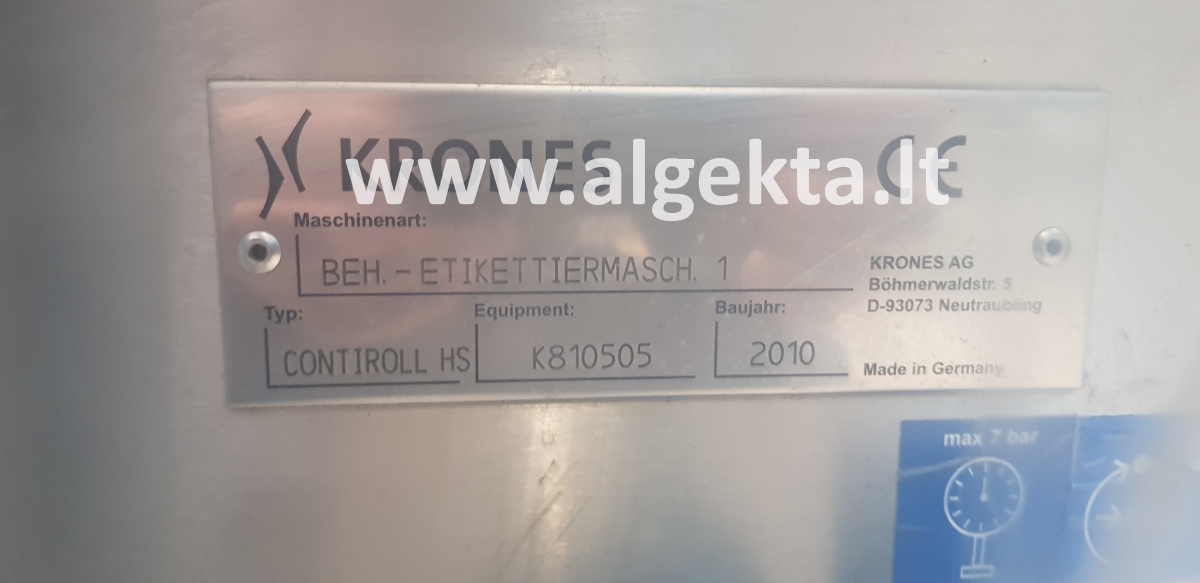 KRONES
www.algekta.lt
CE
Maschinenart:
BEH.-ETIKETTIERMASCH. 1
KRONES AG
Böhmerwaldstr. 5
D-93073 Neutraubling
Typ:
CONTIROLL HS
Equipment:
K810505
Baujahr:
2010
Made in Germany
max 7 bar